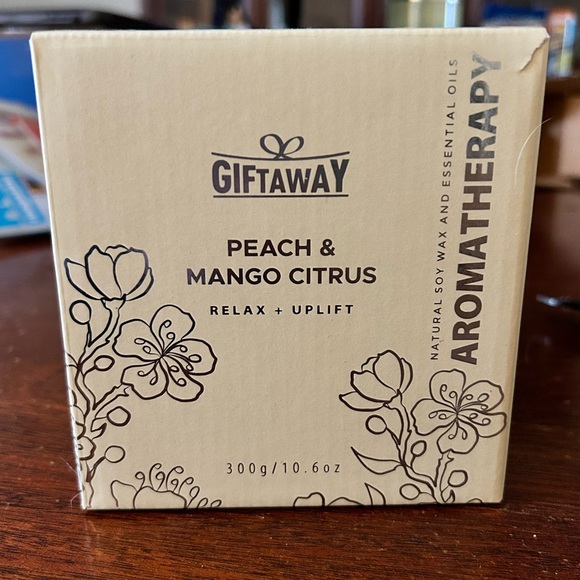 GIFTAWAY
PEACH &
MANGO CITRUS
RELAX + UPLIFT
300g/10.6oz
NATURAL SOY WAX AND ESSENTIAL OILS
AROMATHERAPY